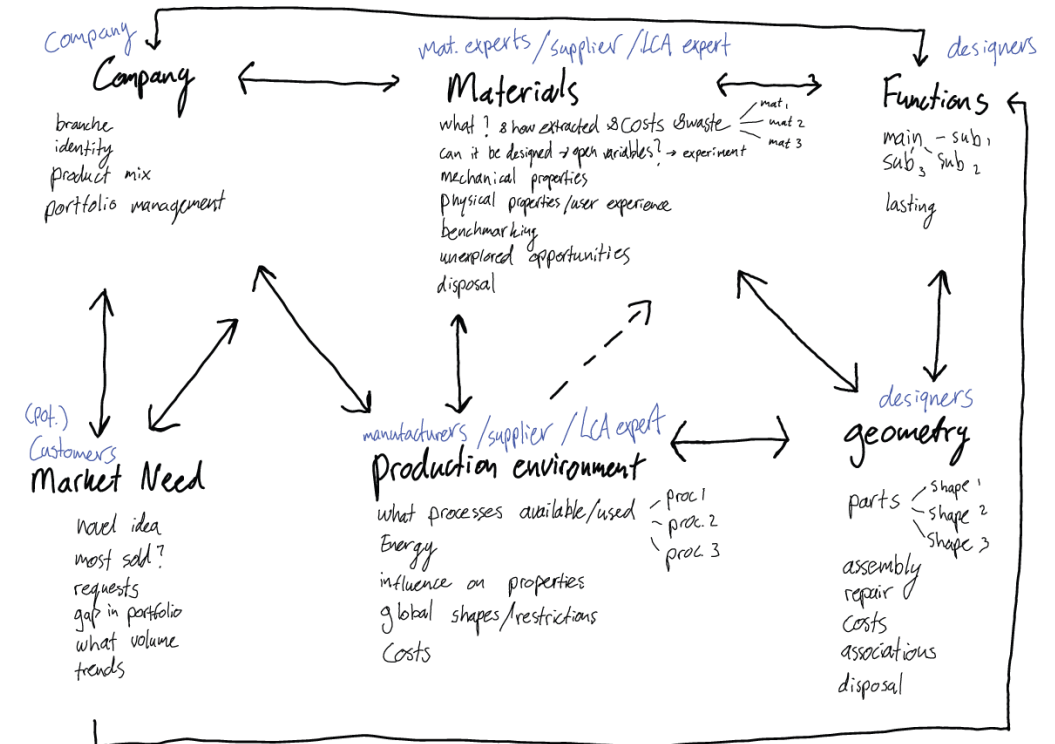 Company
Company
branche
identity
product mix
portfolio management
mat. experts / supplier / LCA expert
Materials
what? & how extracted & costs & waste
mat 1
mat 2
mat 3
can it be designed → open variables? → experiment
mechanical properties
physical properties/user experience
benchmarking
unexplored opportunities
disposal
designers
Functions
main - sub 1
sub 3 sub 2
lasting
(pot.)
Customers
Market Need
novel idea
most sold?
requests
gap in portfolio
what volume
trends
manufacturers / supplier / LCA expert
production environment
what processes available/used
proc 1
proc. 2
proc. 3
Energy
influence on properties
global shapes/restrictions
Costs
designers
geometry
parts
shape 1
shape 2
shape 3
assembly
repair
costs
associations
disposal